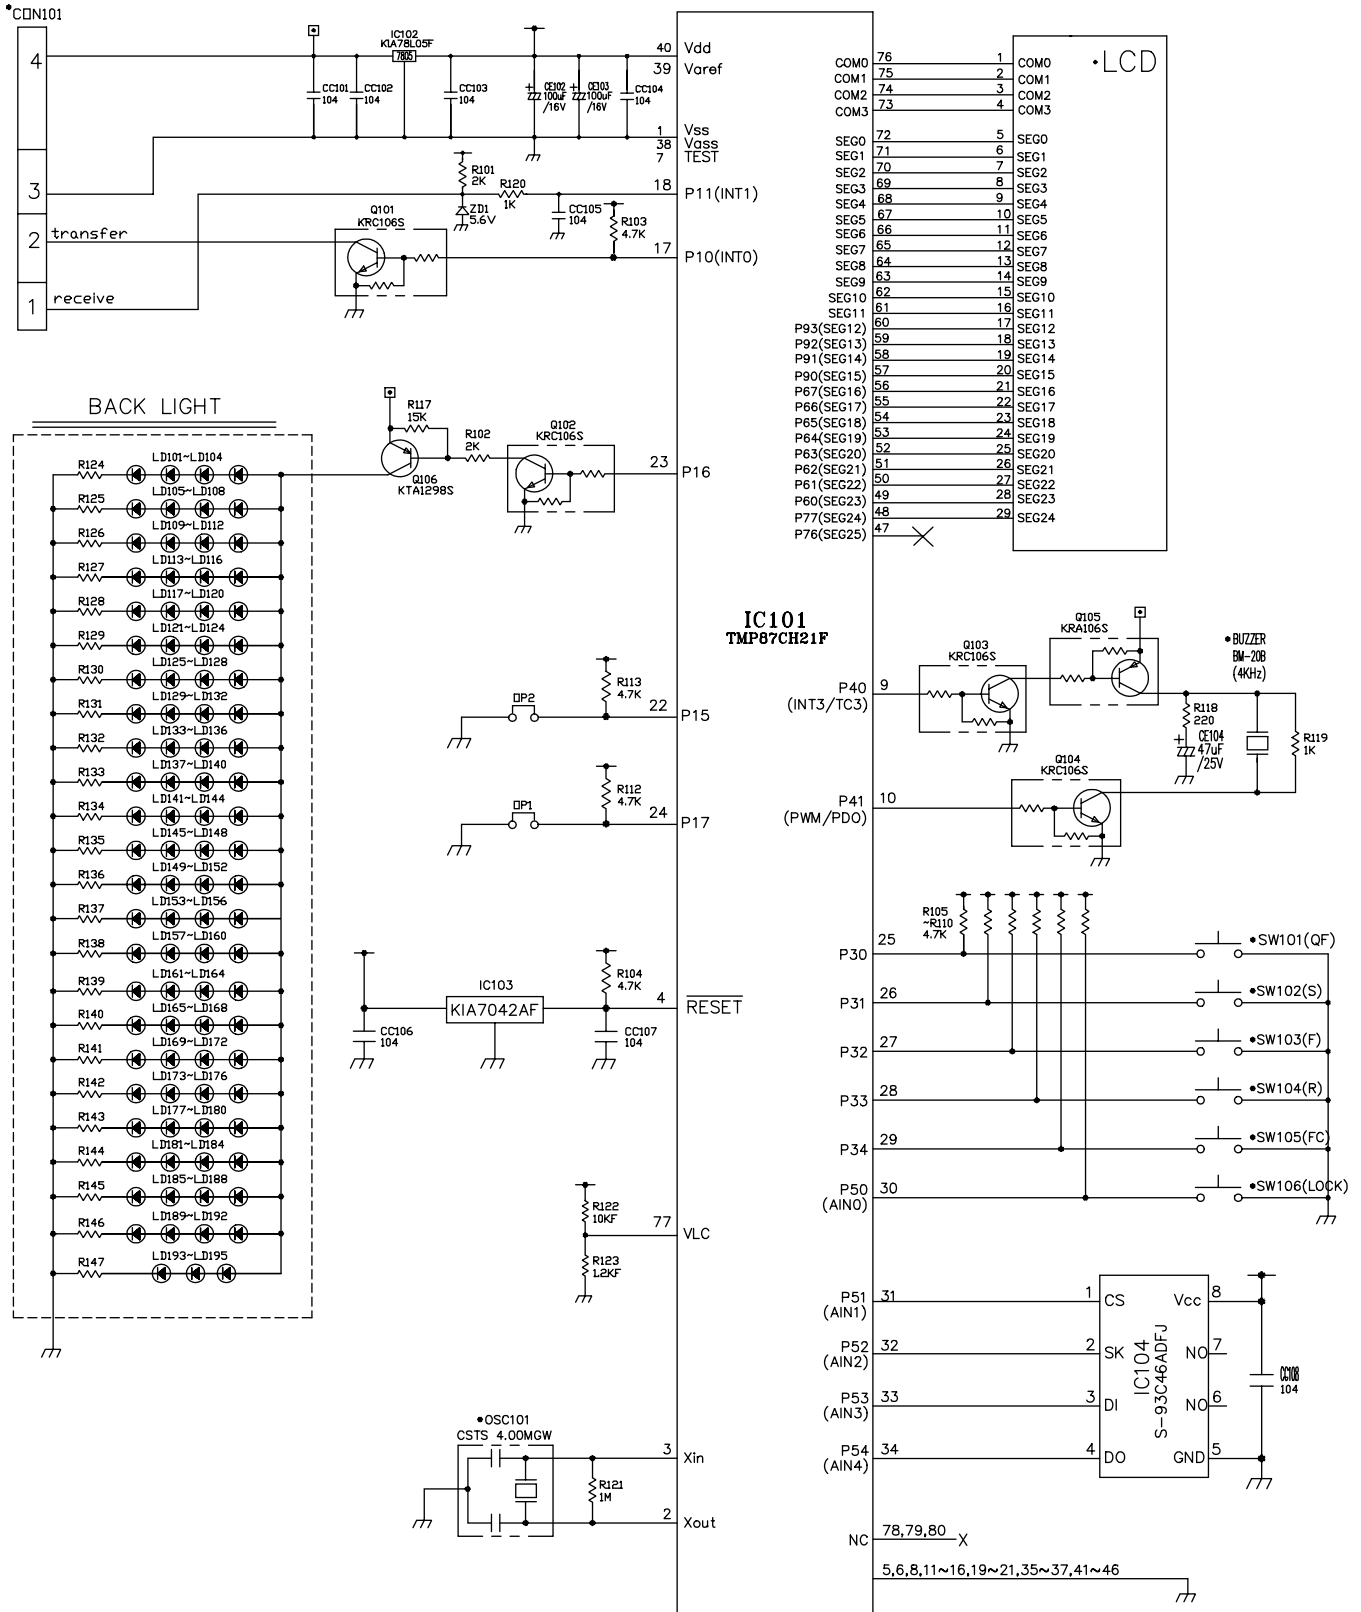 *CON101
4
3
2
1
transfer
receive
IC102
KIA78L05F
7805
CC101
104
CC102
104
CC103
104
CE102
100uF
/16V
CE103
100uF
/16V
CC104
104
40
Vdd
39
Varef
1
Vss
38
Vass
7
TEST
R101
2K
R120
1K
ZD1
5.6V
CC105
104
R103
4.7K
18
P11(INT1)
17
P10(INT0)
Q101
KRC106S
76
COM0
1
COM0
75
COM1
2
COM1
74
COM2
3
COM2
73
COM3
4
COM3
•LCD
72
SEG0
5
SEG0
71
SEG1
6
SEG1
70
SEG2
7
SEG2
69
SEG3
8
SEG3
68
SEG4
9
SEG4
67
SEG5
10
SEG5
66
SEG6
11
SEG6
65
SEG7
12
SEG7
64
SEG8
13
SEG8
63
SEG9
14
SEG9
62
SEG10
15
SEG10
61
SEG11
16
SEG11
60
P93(SEG12)
17
SEG12
59
P92(SEG13)
18
SEG13
58
P91(SEG14)
19
SEG14
57
P90(SEG15)
20
SEG15
56
P67(SEG16)
21
SEG16
55
P66(SEG17)
22
SEG17
54
P65(SEG18)
23
SEG18
53
P64(SEG19)
24
SEG19
52
P63(SEG20)
25
SEG20
51
P62(SEG21)
26
SEG21
50
P61(SEG22)
27
SEG22
49
P60(SEG23)
28
SEG23
48
P77(SEG24)
29
SEG24
47
P76(SEG25)
BACK LIGHT
R124
LD101~LD104
R125
LD105~LD108
R126
LD109~LD112
R127
LD113~LD116
R128
LD117~LD120
R129
LD121~LD124
R130
LD125~LD128
R131
LD129~LD132
R132
LD133~LD136
R133
LD137~LD140
R134
LD141~LD144
R135
LD145~LD148
R136
LD149~LD152
R137
LD153~LD156
R138
LD157~LD160
R139
LD161~LD164
R140
LD165~LD168
R141
LD169~LD172
R142
LD173~LD176
R143
LD177~LD180
R144
LD181~LD184
R145
LD185~LD188
R146
LD189~LD192
R147
LD193~LD195
R117
15K
R102
2K
Q106
KTA1298S
Q102
KRC106S
23
P16
IC101
TMP87CH21F
OP2
R113
4.7K
22
P15
OP1
R112
4.7K
24
P17
Q103
KRC106S
Q105
KRA106S
•BUZZER
BM-20B
(4KHz)
P40
(INT3/TC3)
9
R118
220
CE104
47uF
/25V
R119
1K
Q104
KRC106S
P41
(PWM/PDO)
10
IC103
KIA7042AF
CC106
104
CC107
104
R104
4.7K
4
RESET
R105
~R110
4.7K
P30
25
•SW101(QF)
P31
26
•SW102(S)
P32
27
•SW103(F)
P33
28
•SW104(R)
P34
29
•SW105(FC)
P50
(AIN0)
30
•SW106(LOCK)
R122
10KF
R123
1.2KF
77
VLC
P51
(AIN1)
31
1
CS
P52
(AIN2)
32
2
SK
P53
(AIN3)
33
3
DI
P54
(AIN4)
34
4
DO
IC104
S-93C46ADFJ
Vcc
8
NO
7
NO
6
GND
5
CC108
104
•OSC101
CSTS 4.00MGW
R121
1M
3
Xin
2
Xout
NC
78,79,80
X
5,6,8,11~16,19~21,35~37,41~46